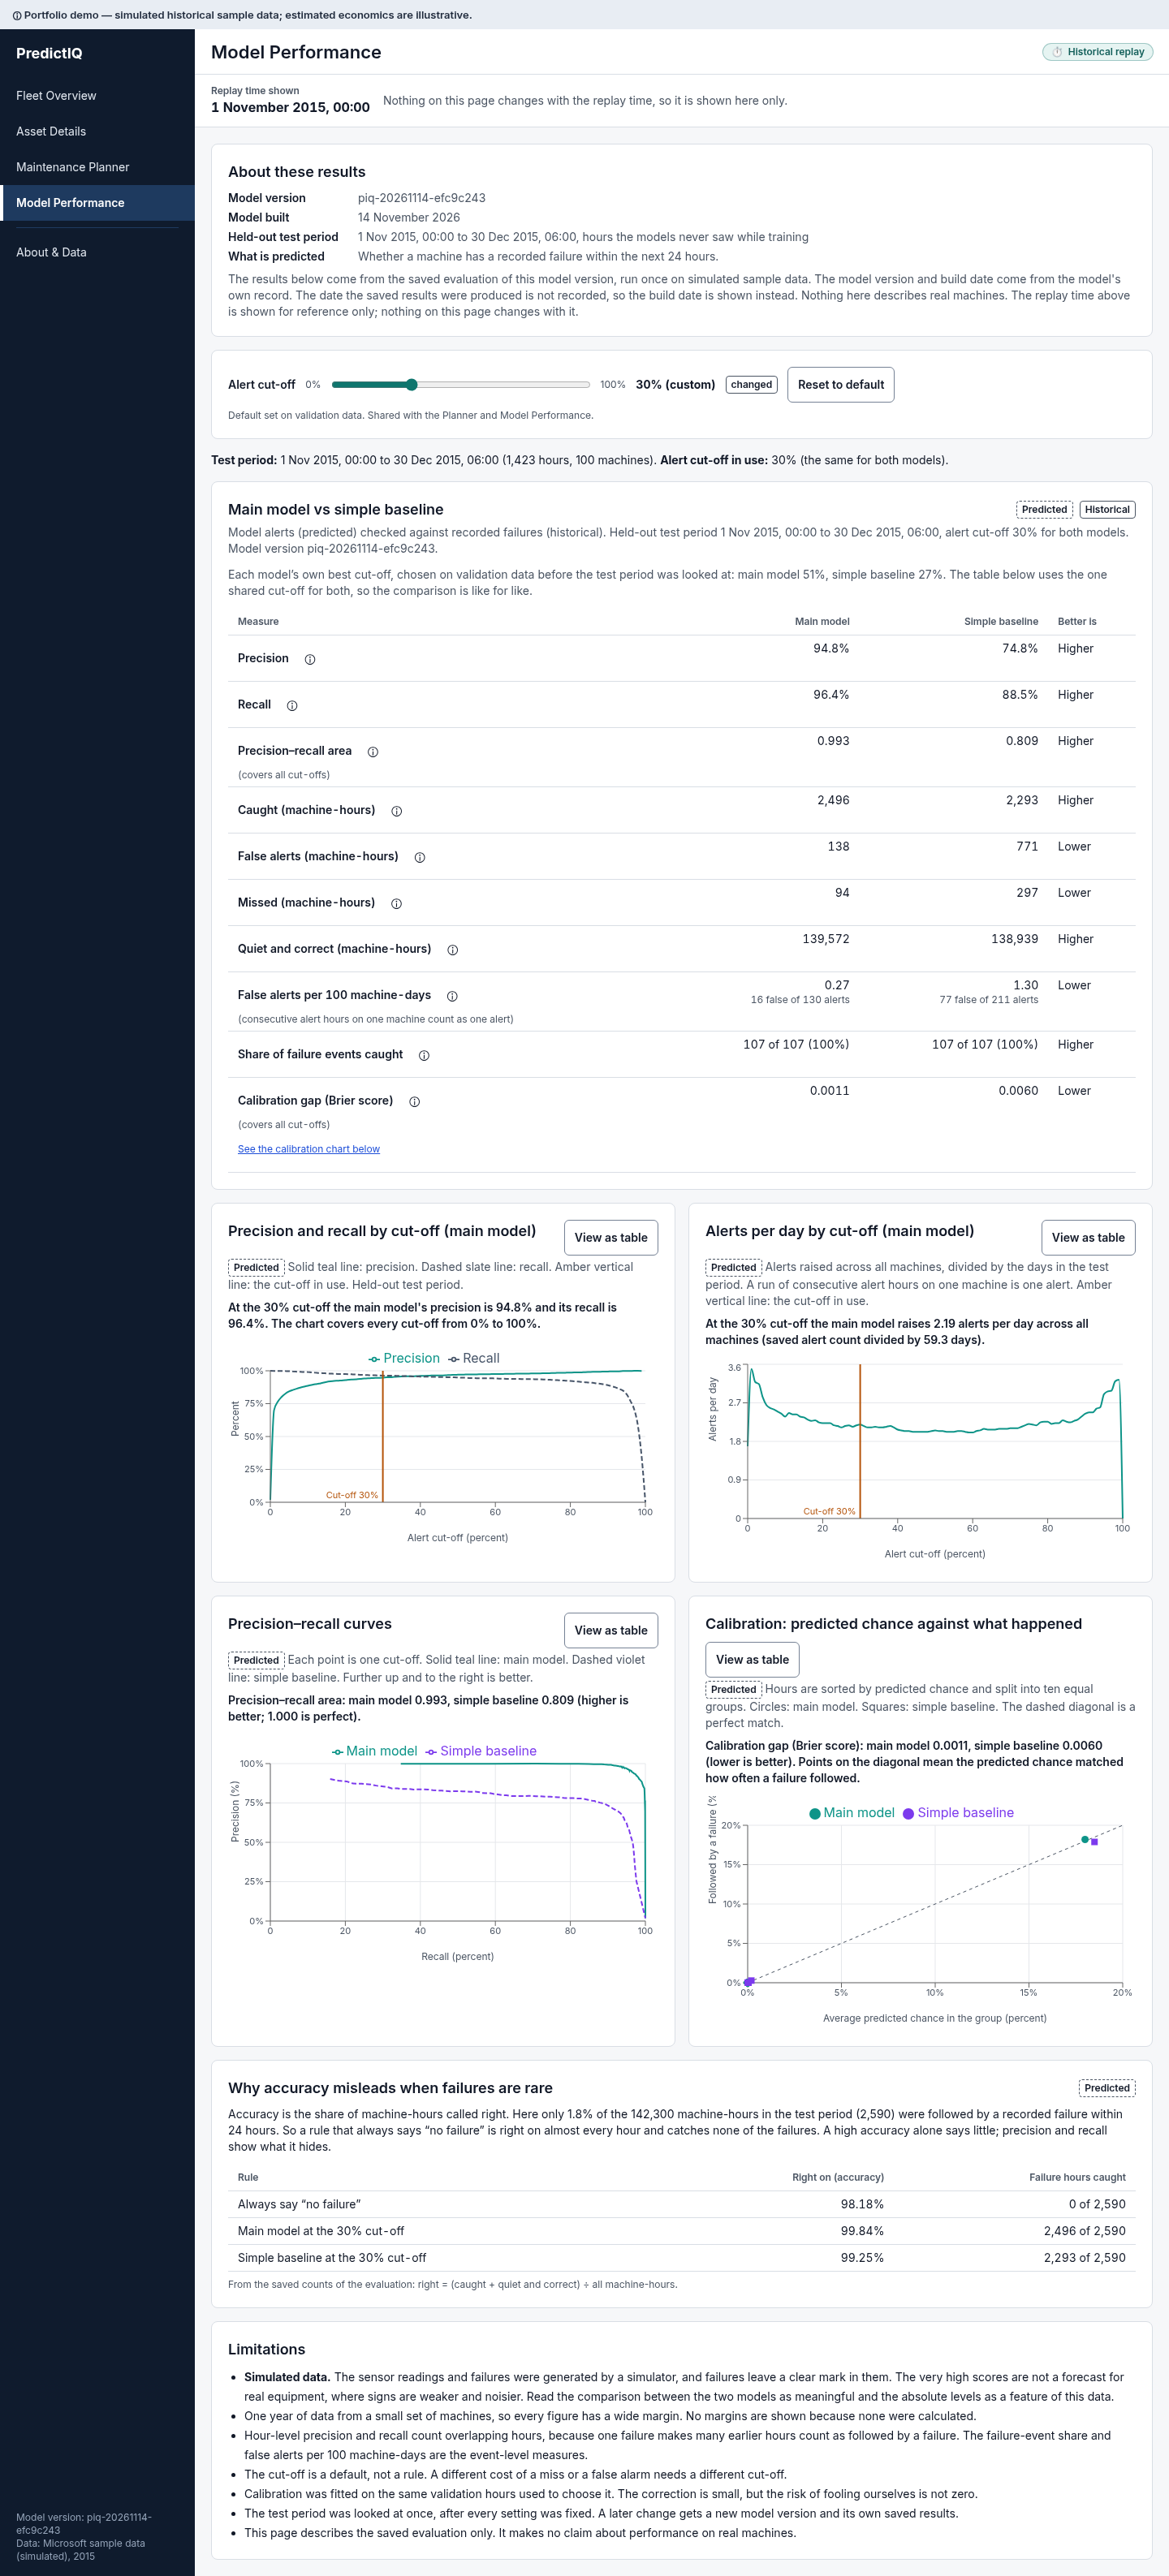 Portfolio demo — simulated historical sample data; estimated economics are illustrative.
PredictIQ
Fleet Overview
Asset Details
Maintenance Planner
Model Performance
About & Data
Model version: piq-20261114-
efc9c243
Data: Microsoft sample data
(simulated), 2015
Model Performance
Historical replay
Replay time shown
1 November 2015, 00:00
Nothing on this page changes with the replay time, so it is shown here only.
About these results
Model version piq-20261114-efc9c243
Model built 14 November 2026
Held-out test period 1 Nov 2015, 00:00 to 30 Dec 2015, 06:00, hours the models never saw while training
What is predicted Whether a machine has a recorded failure within the next 24 hours.
The results below come from the saved evaluation of this model version, run once on simulated sample data. The model version and build date come from the model's
own record. The date the saved results were produced is not recorded, so the build date is shown instead. Nothing here describes real machines. The replay time above
is shown for reference only; nothing on this page changes with it.
Alert cut-off 0% 100% 30% (custom) changed Reset to default
Default set on validation data. Shared with the Planner and Model Performance.
Test period: 1 Nov 2015, 00:00 to 30 Dec 2015, 06:00 (1,423 hours, 100 machines). Alert cut-off in use: 30% (the same for both models).
Main model vs simple baseline
Predicted Historical
Model alerts (predicted) checked against recorded failures (historical). Held-out test period 1 Nov 2015, 00:00 to 30 Dec 2015, 06:00, alert cut-off 30% for both models.
Model version piq-20261114-efc9c243.
Each model’s own best cut-off, chosen on validation data before the test period was looked at: main model 51%, simple baseline 27%. The table below uses the one
shared cut-off for both, so the comparison is like for like.
Measure Main model Simple baseline Better is
Precision 94.8% 74.8% Higher
Recall 96.4% 88.5% Higher
Precision–recall area 0.993 0.809 Higher
(covers all cut-offs)
Caught (machine-hours) 2,496 2,293 Higher
False alerts (machine-hours) 138 771 Lower
Missed (machine-hours) 94 297 Lower
Quiet and correct (machine-hours) 139,572 138,939 Higher
False alerts per 100 machine-days 0.27 1.30 Lower
16 false of 130 alerts 77 false of 211 alerts
(consecutive alert hours on one machine count as one alert)
Share of failure events caught 107 of 107 (100%) 107 of 107 (100%) Higher
Calibration gap (Brier score) 0.0011 0.0060 Lower
(covers all cut-offs)
See the calibration chart below
Precision and recall by cut-off (main model)
View as table
Predicted Solid teal line: precision. Dashed slate line: recall. Amber vertical
line: the cut-off in use. Held-out test period.
At the 30% cut-off the main model's precision is 94.8% and its recall is
96.4%. The chart covers every cut-off from 0% to 100%.
Precision Recall
100%
75%
50%
25%
0%
Percent
Cut-off 30%
0 20 40 60 80 100
Alert cut-off (percent)
Alerts per day by cut-off (main model)
View as table
Predicted Alerts raised across all machines, divided by the days in the test
period. A run of consecutive alert hours on one machine is one alert. Amber
vertical line: the cut-off in use.
At the 30% cut-off the main model raises 2.19 alerts per day across all
machines (saved alert count divided by 59.3 days).
3.6
2.7
1.8
0.9
0
Alerts per day
Cut-off 30%
0 20 40 60 80 100
Alert cut-off (percent)
Precision–recall curves
View as table
Predicted Each point is one cut-off. Solid teal line: main model. Dashed violet
line: simple baseline. Further up and to the right is better.
Precision–recall area: main model 0.993, simple baseline 0.809 (higher is
better; 1.000 is perfect).
Main model Simple baseline
100%
75%
50%
25%
0%
Precision (%)
0 20 40 60 80 100
Recall (percent)
Calibration: predicted chance against what happened
View as table
Predicted Hours are sorted by predicted chance and split into ten equal
groups. Circles: main model. Squares: simple baseline. The dashed diagonal is a
perfect match.
Calibration gap (Brier score): main model 0.0011, simple baseline 0.0060
(lower is better). Points on the diagonal mean the predicted chance matched
how often a failure followed.
Main model Simple baseline
20%
15%
10%
5%
0%
Followed by a failure (%
0% 5% 10% 15% 20%
Average predicted chance in the group (percent)
Why accuracy misleads when failures are rare
Predicted
Accuracy is the share of machine-hours called right. Here only 1.8% of the 142,300 machine-hours in the test period (2,590) were followed by a recorded failure within
24 hours. So a rule that always says “no failure” is right on almost every hour and catches none of the failures. A high accuracy alone says little; precision and recall
show what it hides.
Rule Right on (accuracy) Failure hours caught
Always say “no failure” 98.18% 0 of 2,590
Main model at the 30% cut-off 99.84% 2,496 of 2,590
Simple baseline at the 30% cut-off 99.25% 2,293 of 2,590
From the saved counts of the evaluation: right = (caught + quiet and correct) ÷ all machine-hours.
Limitations
• Simulated data. The sensor readings and failures were generated by a simulator, and failures leave a clear mark in them. The very high scores are not a forecast for
real equipment, where signs are weaker and noisier. Read the comparison between the two models as meaningful and the absolute levels as a feature of this data.
• One year of data from a small set of machines, so every figure has a wide margin. No margins are shown because none were calculated.
• Hour-level precision and recall count overlapping hours, because one failure makes many earlier hours count as followed by a failure. The failure-event share and
false alerts per 100 machine-days are the event-level measures.
• The cut-off is a default, not a rule. A different cost of a miss or a false alarm needs a different cut-off.
• Calibration was fitted on the same validation hours used to choose it. The correction is small, but the risk of fooling ourselves is not zero.
• The test period was looked at once, after every setting was fixed. A later change gets a new model version and its own saved results.
• This page describes the saved evaluation only. It makes no claim about performance on real machines.